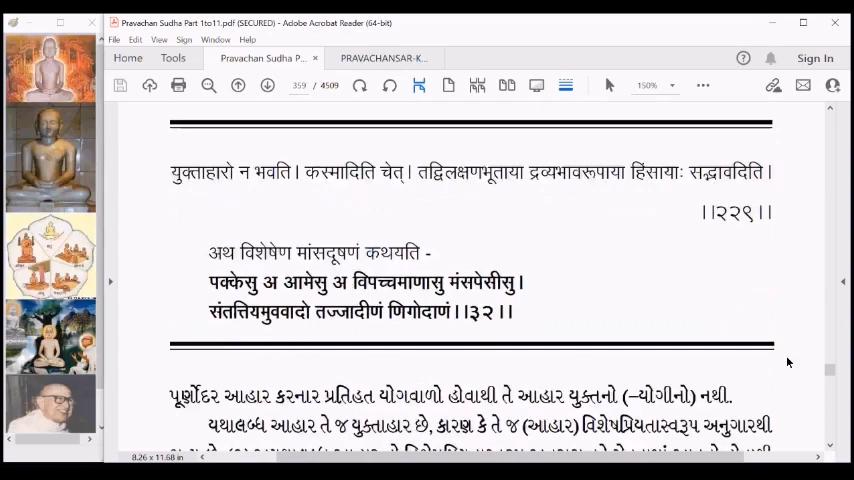 Pravachan Sudha Part 1to11.pdf (SECURED) - Adobe Acrobat Reader (64-bit)
File Edit View Sign Window Help
Home Tools Pravachan Sudha P... × PRAVACHANSAR-K... Sign In
359 / 4509 150%
युक्ताहारो न भवति। कस्मादिति चेत्। तद्विलक्षणभूताया द्रव्यभावरूपाया हिंसायाः सद्भावदिति।
।।२२९।।
अथ विशेषेण मांसदूषणं कथयति -
पक्केसु अ आमेसु अ विपच्चमाणासु मंसपेसीसु।
संतत्तियमुववादो तज्जादीणं णिगोदाणं।।३२।।
પૂર્ણોદર આહાર કરનાર પ્રતિહત યોગવાળો હોવાથી તે આહાર યુક્તનો (–યોગીનો) નથી.
યથાલબ્ધ આહાર તે જ યુક્તાહાર છે, કારણ કે તે જ (આહાર) વિશેષપ્રિયતાસ્વરૂપ અનુગારથી
8.26 x 11.68 in